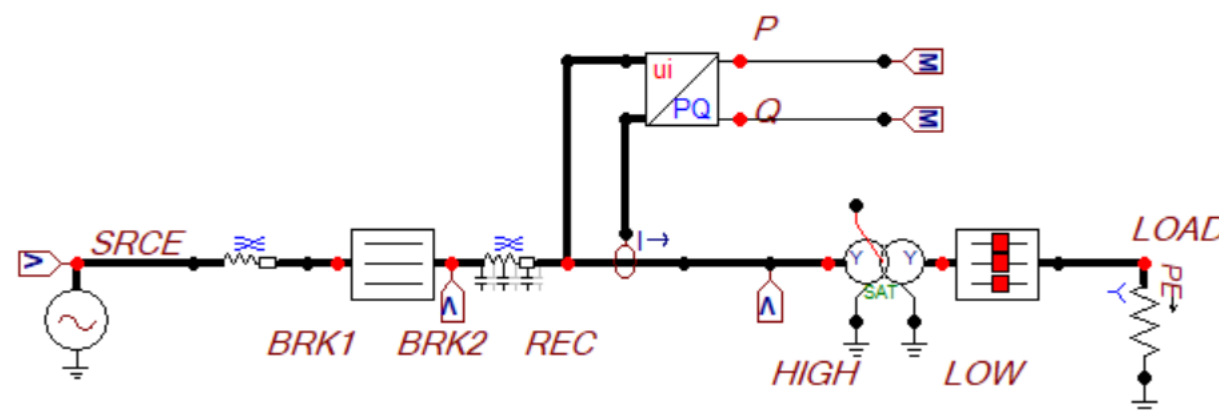 P
ui
PQ
Q
M
M
V
SRCE
I→
LOAD
Y
Y
SAT
PE
Y
V
V
BRK1
BRK2
REC
HIGH
LOW